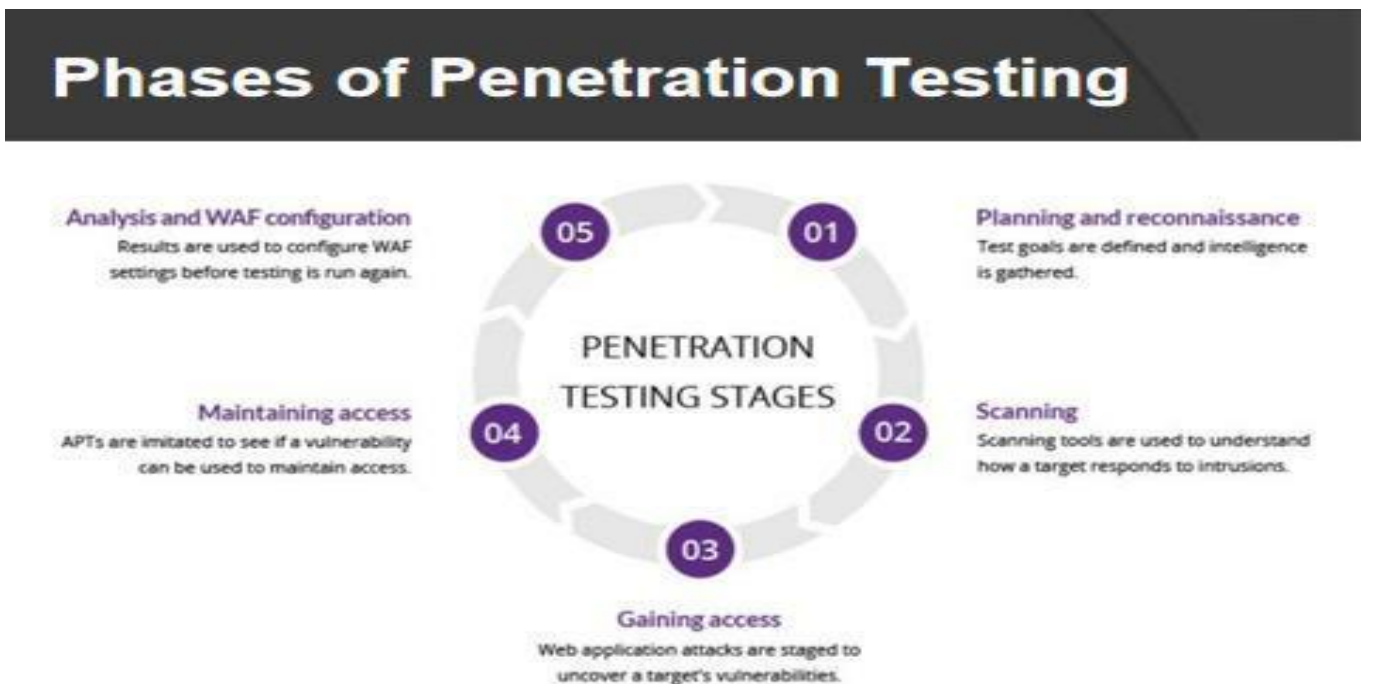 Phases of Penetration Testing
01
Planning and reconnaissance
Test goals are defined and intelligence
is gathered.
02
Scanning
Scanning tools are used to understand
how a target responds to intrusions.
03
Gaining access
Web application attacks are staged to
uncover a target's vulnerabilities.
04
Maintaining access
APTs are imitated to see if a vulnerability
can be used to maintain access.
05
Analysis and WAF configuration
Results are used to configure WAF
settings before testing is run again.
PENETRATION
TESTING STAGES